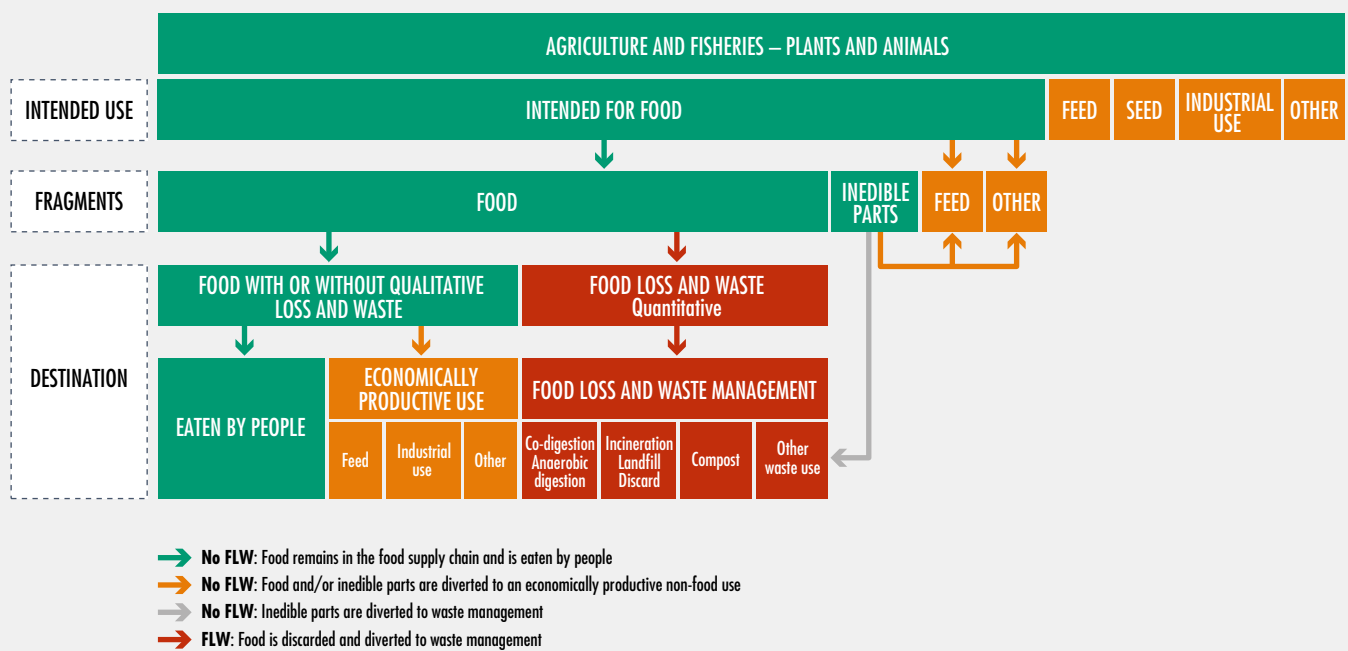 AGRICULTURE AND FISHERIES – PLANTS AND ANIMALS
INTENDED USE
INTENDED FOR FOOD
FEED
SEED
INDUSTRIAL
USE
OTHER
FRAGMENTS
FOOD
INEDIBLE
PARTS
FEED
OTHER
DESTINATION
FOOD WITH OR WITHOUT QUALITATIVE
LOSS AND WASTE
FOOD LOSS AND WASTE
Quantitative
EATEN BY PEOPLE
ECONOMICALLY
PRODUCTIVE USE
FOOD LOSS AND WASTE MANAGEMENT
Feed
Industrial
use
Other
Co-digestion
Anaerobic
digestion
Incineration
Landfill
Discard
Compost
Other
waste use
No FLW: Food remains in the food supply chain and is eaten by people
No FLW: Food and/or inedible parts are diverted to an economically productive non-food use
No FLW: Inedible parts are diverted to waste management
FLW: Food is discarded and diverted to waste management